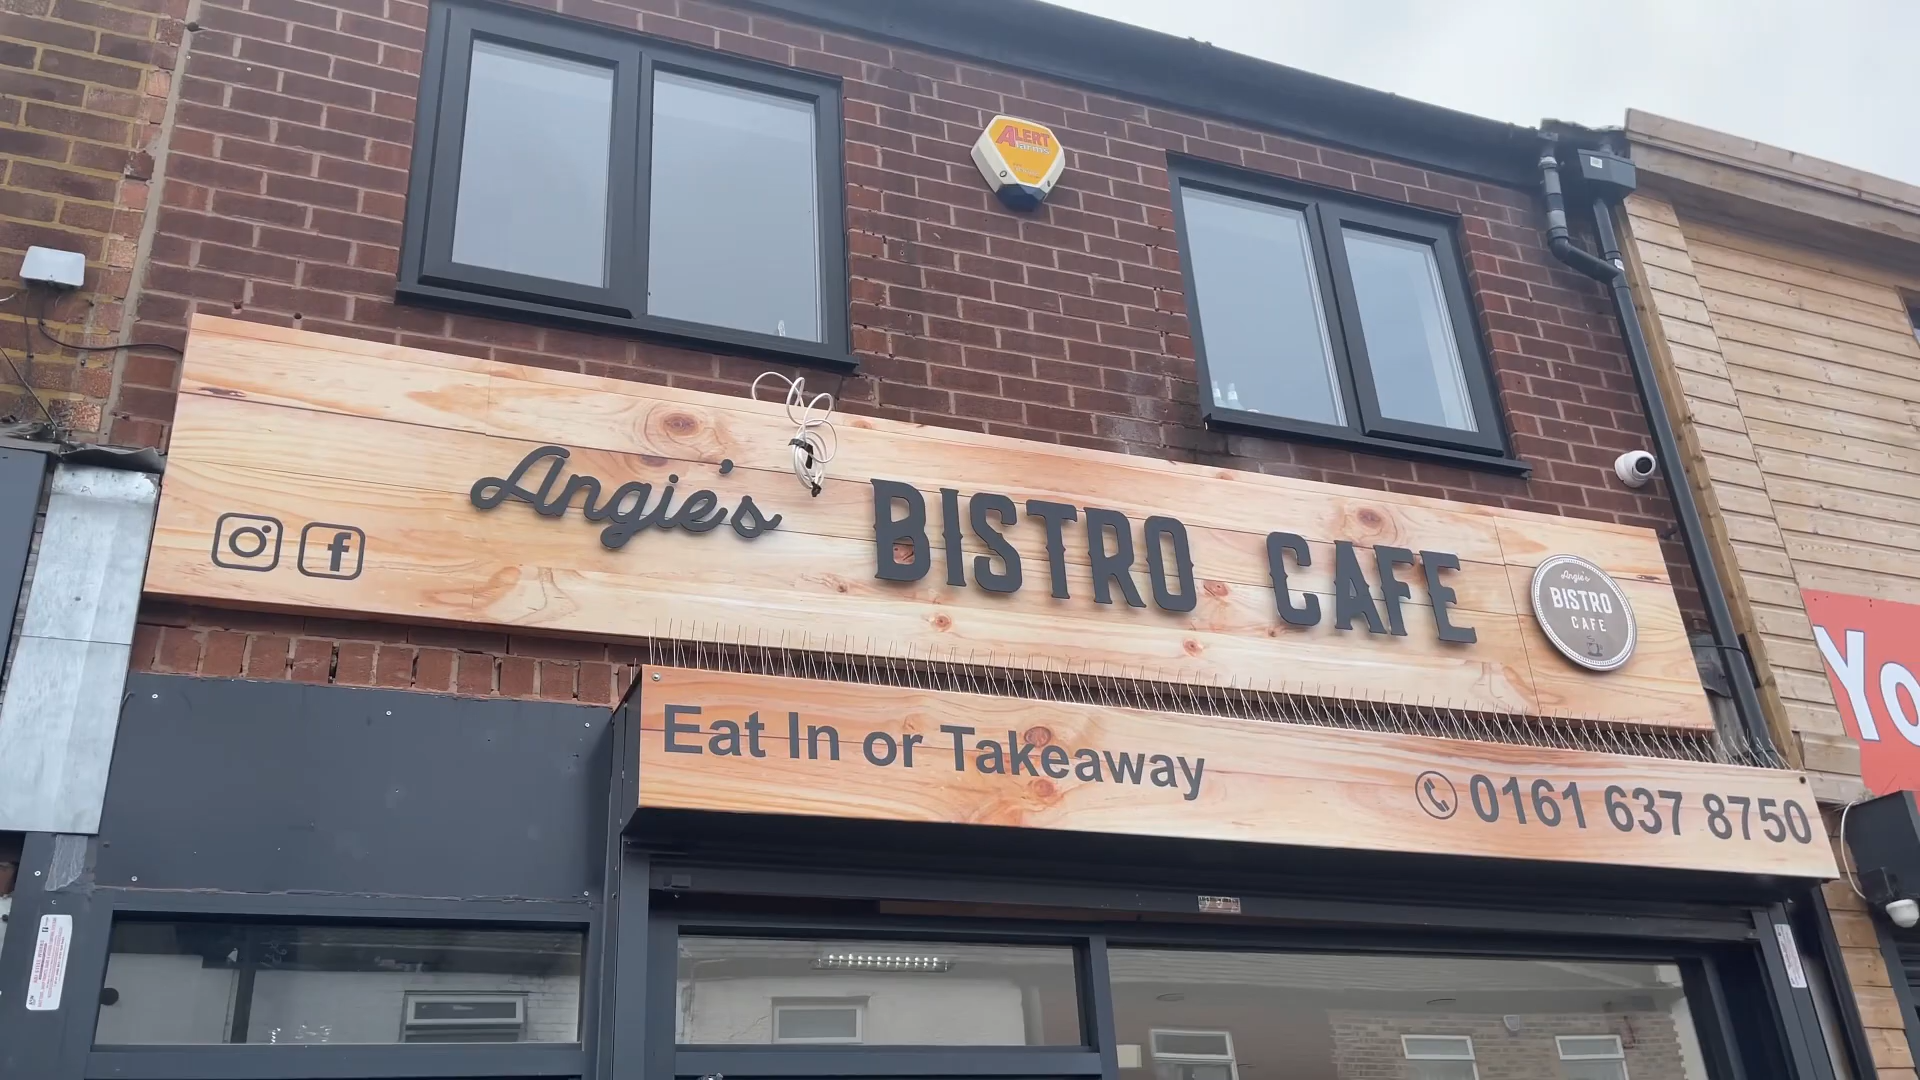 ALERT
Angie's BISTRO CAFE
Angie's
BISTRO
CAFE
Eat In or Takeaway
0161 637 8750
Yo